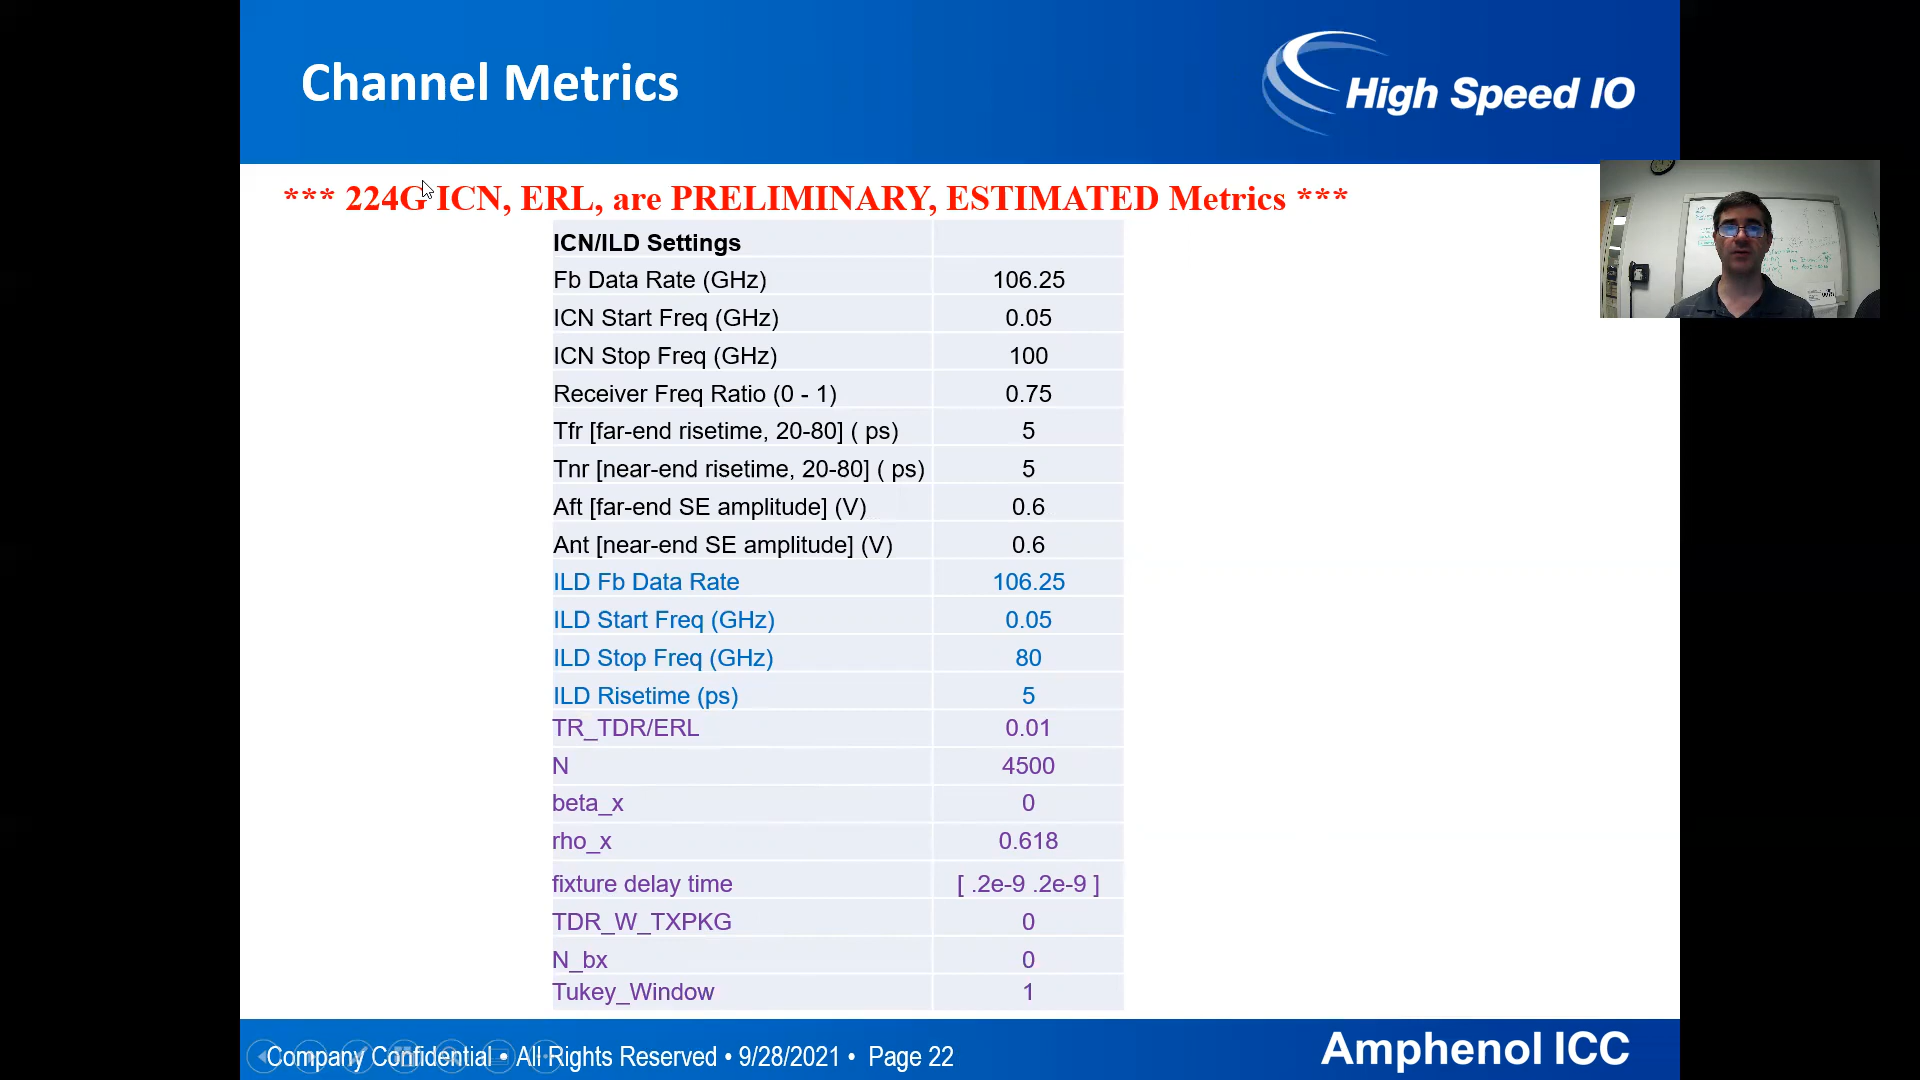 Channel Metrics
High Speed IO
*** 224G ICN, ERL, are PRELIMINARY, ESTIMATED Metrics ***
ICN/ILD Settings
Fb Data Rate (GHz) 106.25
ICN Start Freq (GHz) 0.05
ICN Stop Freq (GHz) 100
Receiver Freq Ratio (0 - 1) 0.75
Tfr [far-end risetime, 20-80] ( ps) 5
Tnr [near-end risetime, 20-80] ( ps) 5
Aft [far-end SE amplitude] (V) 0.6
Ant [near-end SE amplitude] (V) 0.6
ILD Fb Data Rate 106.25
ILD Start Freq (GHz) 0.05
ILD Stop Freq (GHz) 80
ILD Risetime (ps) 5
TR_TDR/ERL 0.01
N 4500
beta_x 0
rho_x 0.618
fixture delay time [ .2e-9 .2e-9 ]
TDR_W_TXPKG 0
N_bx 0
Tukey_Window 1
Company Confidential • All Rights Reserved • 9/28/2021 • Page 22
Amphenol ICC